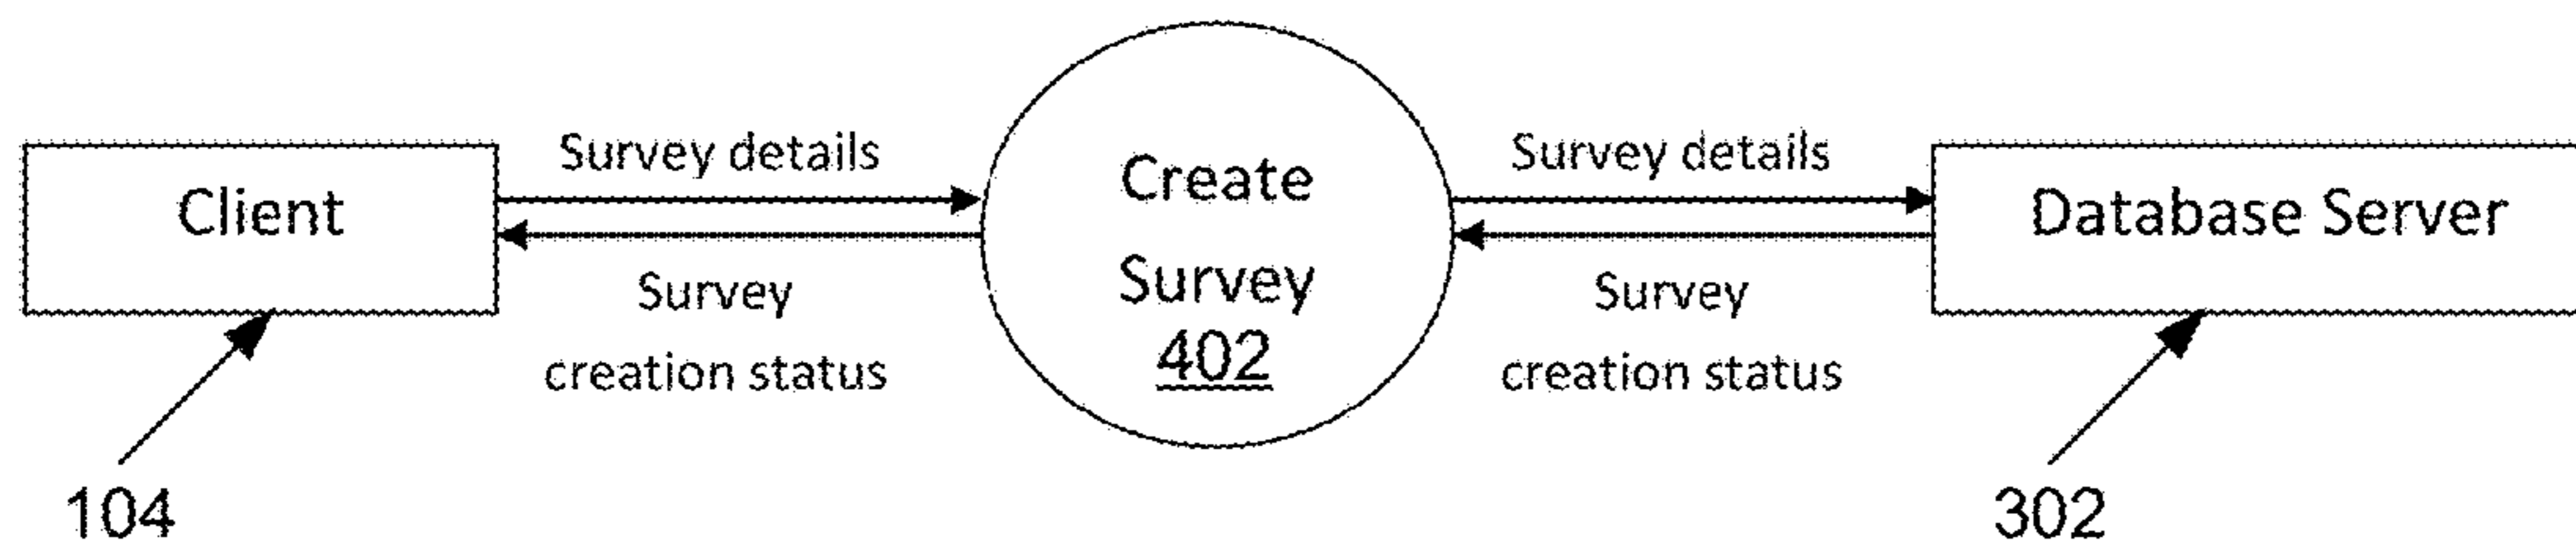 Client
Survey details
Survey
creation status
Create
Survey
402
Survey details
Survey
creation status
Database Server
104
302